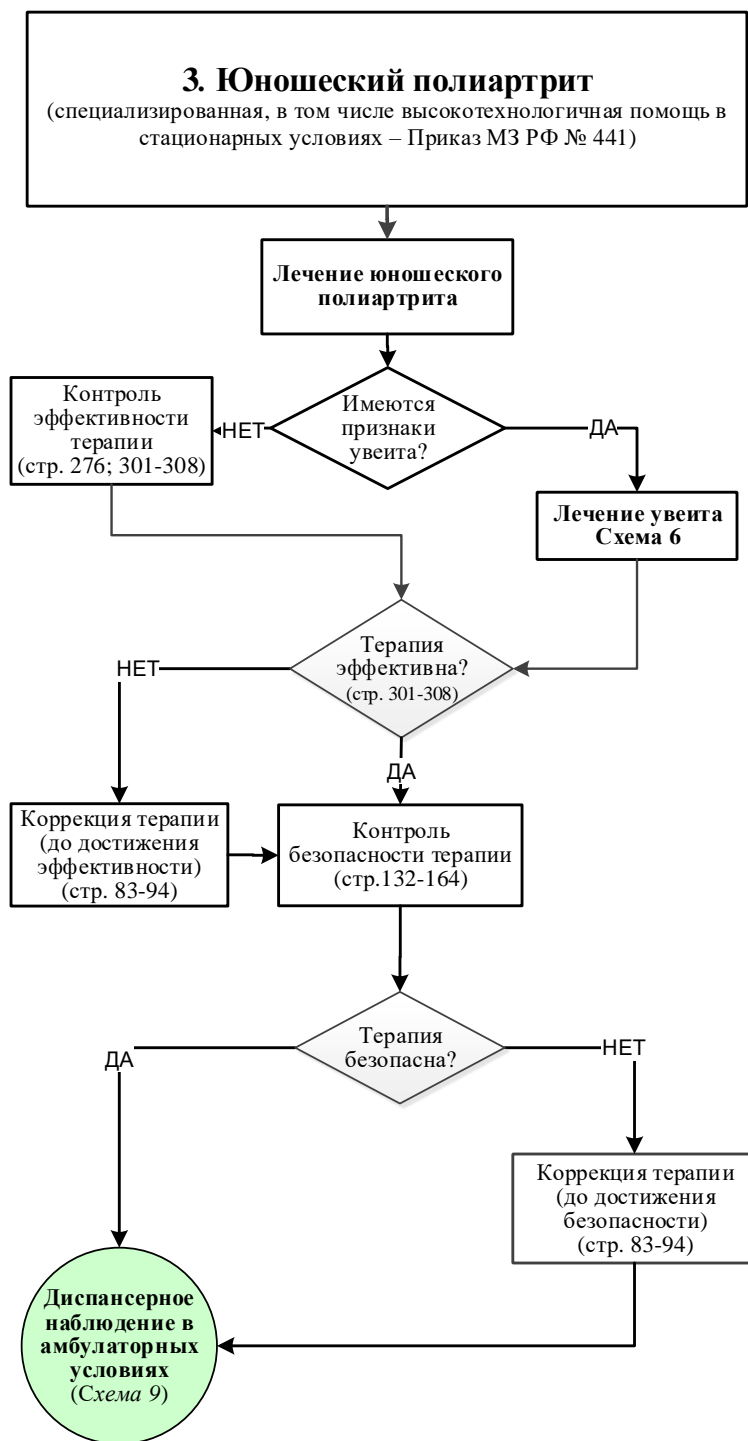 3. Юношеский полиартрит
(специализированная, в том числе высокотехнологичная помощь в
стационарных условиях – Приказ МЗ РФ № 441)
Лечение юношеского
полиартрита
Имеются
признаки
увеита?
НЕТ
ДА
Контроль
эффективности
терапии
(стр. 276; 301-308)
Лечение увеита
Схема 6
Терапия
эффективна?
(стр. 301-308)
НЕТ
ДА
Коррекция терапии
(до достижения
эффективности)
(стр. 83-94)
Контроль
безопасности терапии
(стр.132-164)
Терапия
безопасна?
ДА
НЕТ
Коррекция терапии
(до достижения
безопасности)
(стр. 83-94)
Диспансерное
наблюдение в
амбулаторных
условиях
(Схема 9)